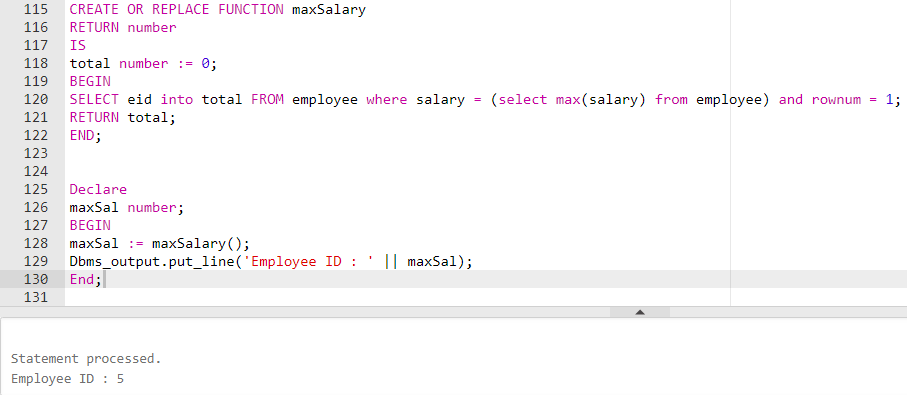 115 CREATE OR REPLACE FUNCTION maxSalary
116 RETURN number
117 IS
118 total number := 0;
119 BEGIN
120 SELECT eid into total FROM employee where salary = (select max(salary) from employee) and rownum = 1;
121 RETURN total;
122 END;
123
124
125 Declare
126 maxSal number;
127 BEGIN
128 maxSal := maxSalary();
129 Dbms_output.put_line('Employee ID : ' || maxSal);
130 End;
131
Statement processed.
Employee ID : 5